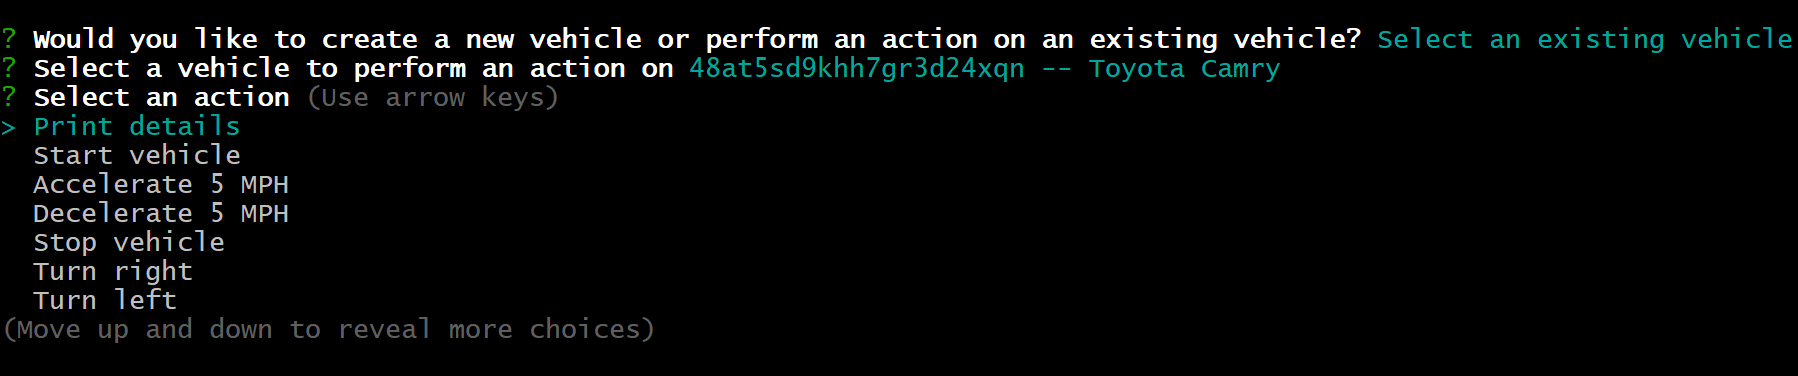 ? Would you like to create a new vehicle or perform an action on an existing vehicle? Select an existing vehicle
? Select a vehicle to perform an action on 48at5sd9khh7gr3d24xqn -- Toyota Camry
? Select an action (Use arrow keys)
> Print details
Start vehicle
Accelerate 5 MPH
Decelerate 5 MPH
Stop vehicle
Turn right
Turn left
(Move up and down to reveal more choices)